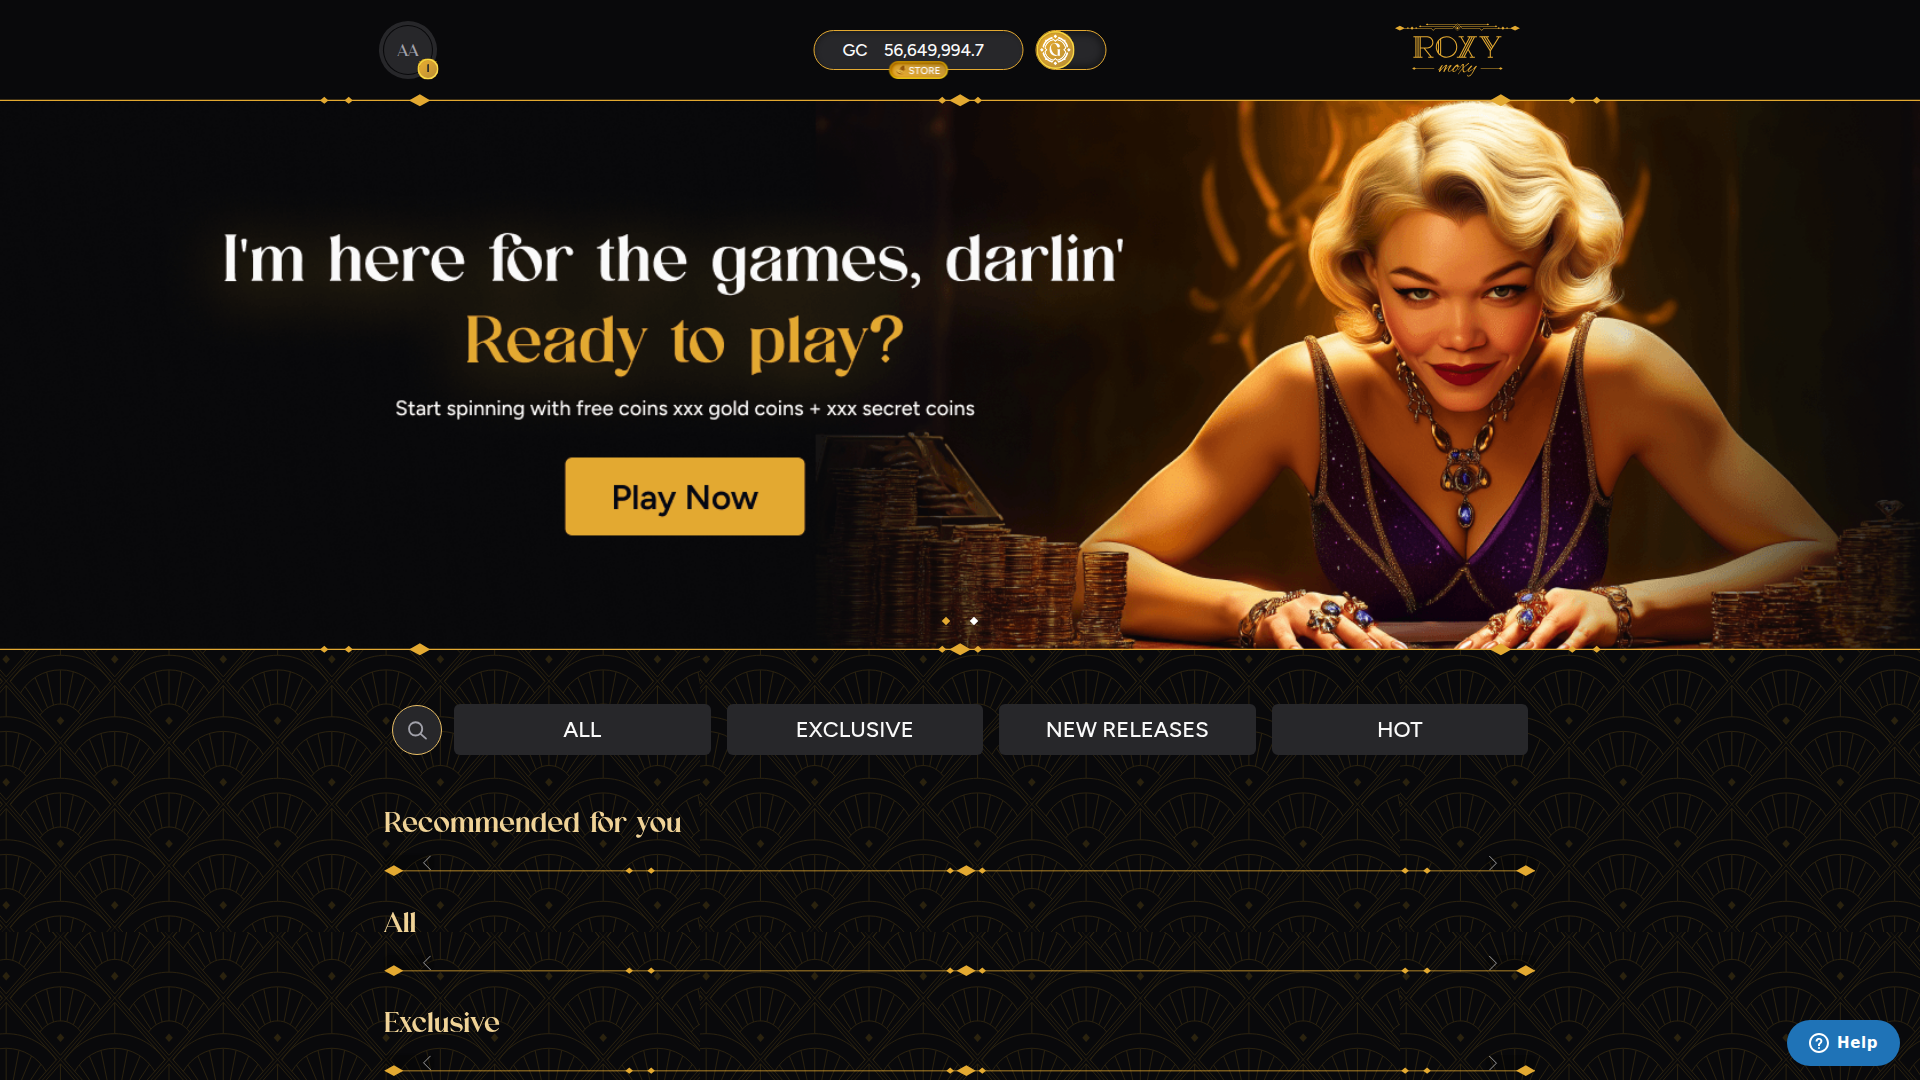 AA
I
GC 56,649,994.7
STORE
G
ROXY
moxy
I'm here for the games, darlin'
Ready to play?
Start spinning with free coins xxx gold coins + xxx secret coins
Play Now
ALL
EXCLUSIVE
NEW RELEASES
HOT
Recommended for you
All
Exclusive
Help